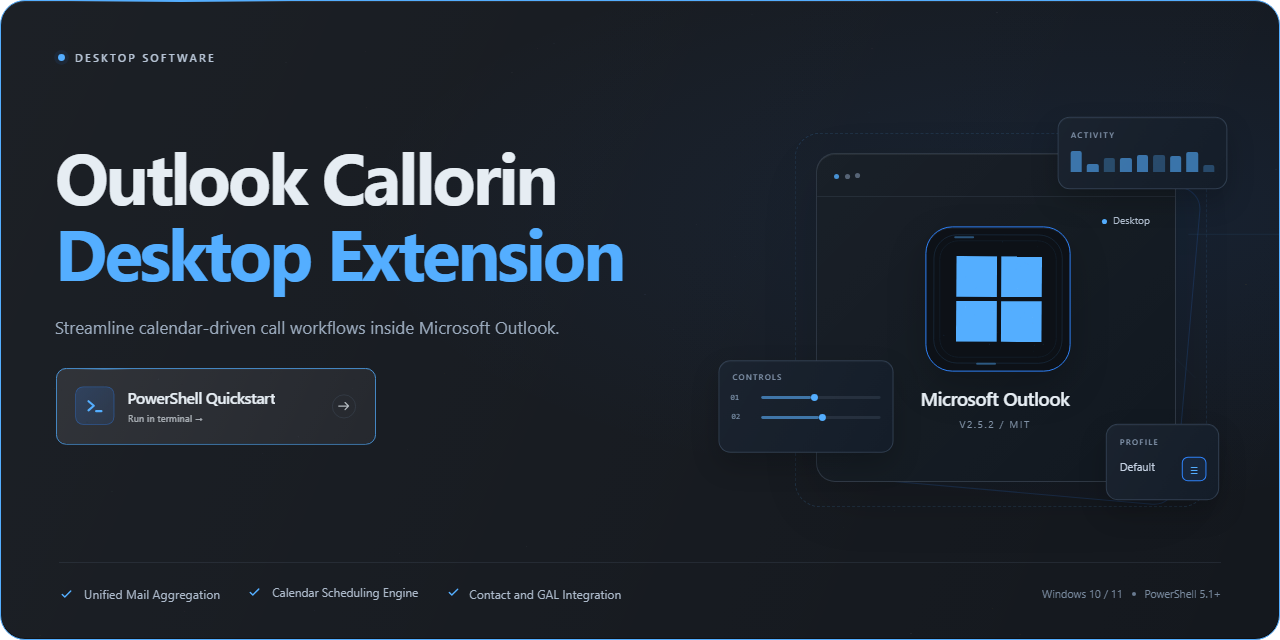 DESKTOP SOFTWARE
Outlook Callorin
Desktop Extension
Streamline calendar-driven call workflows inside Microsoft Outlook.
PowerShell Quickstart
Run in terminal →
ACTIVITY
Desktop
CONTROLS
01
02
Microsoft Outlook
V2.5.2 / MIT
PROFILE
Default
Unified Mail Aggregation
Calendar Scheduling Engine
Contact and GAL Integration
Windows 10 / 11 • PowerShell 5.1+